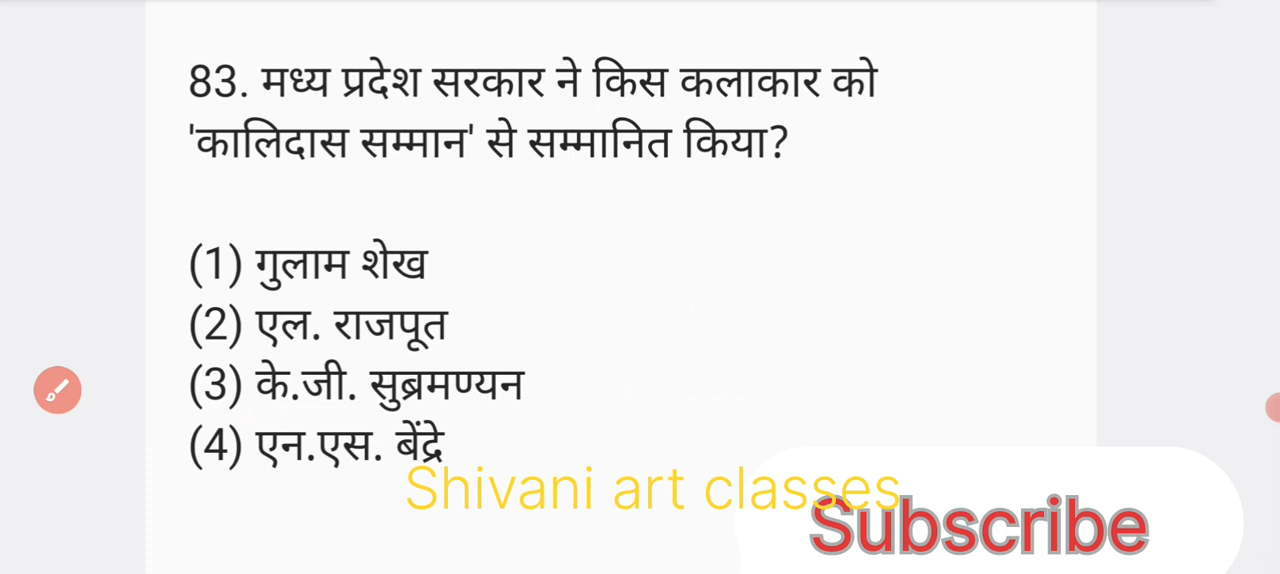 83. मध्य प्रदेश सरकार ने किस कलाकार को
'कालिदास सम्मान' से सम्मानित किया?
(1) गुलाम शेख
(2) एल. राजपूत
(3) के.जी. सुब्रमण्यन
(4) एन.एस. बेंद्रे
Shivani art classes
Subscribe